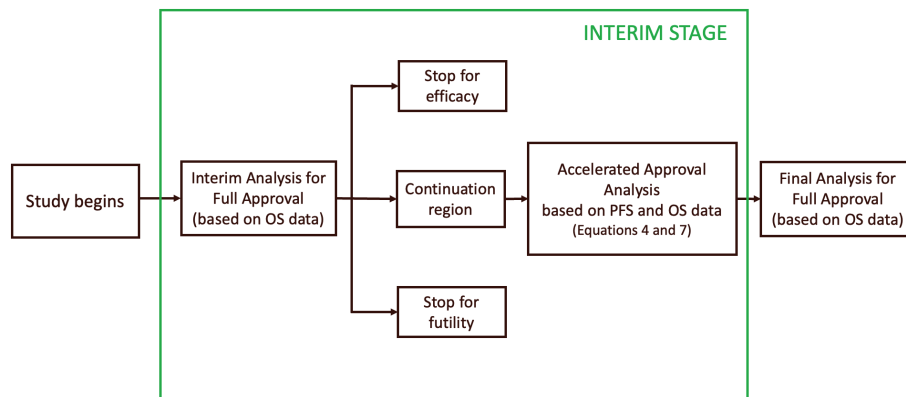 INTERIM STAGE
Study begins
Interim Analysis for
Full Approval
(based on OS data)
Stop for
efficacy
Continuation
region
Stop for
futility
Accelerated Approval
Analysis
based on PFS and OS data
(Equations 4 and 7)
Final Analysis for
Full Approval
(based on OS data)